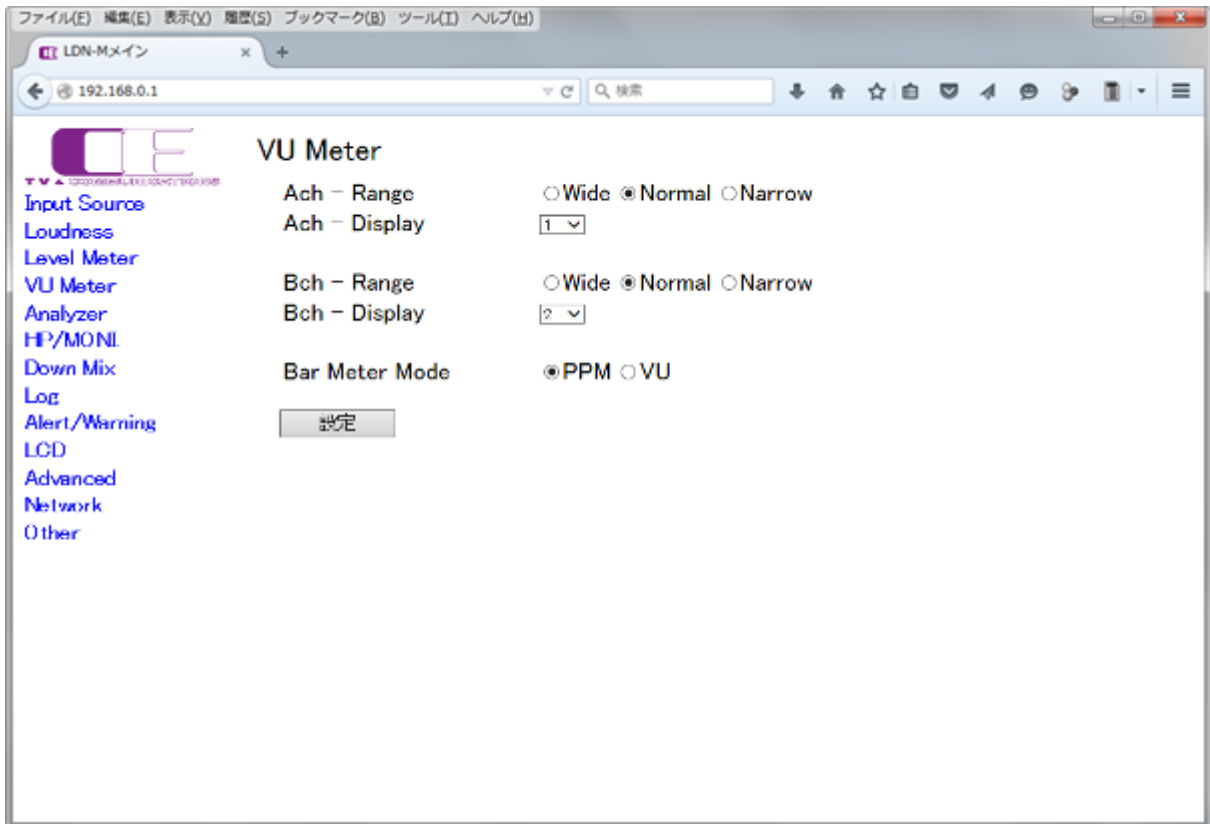 ファイル(F) 編集(E) 表示(V) 履歴(S) ブックマーク(B) ツール(T) ヘルプ(H)
LDN-Mメイン
192.168.0.1
検索
VU Meter
Input Source
Loudness
Level Meter
VU Meter
Analyzer
HP/MONI.
Down Mix
Log
Alert/Warning
LCD
Advanced
Network
Other
Ach - Range ○Wide ◉Normal ○Narrow
Ach - Display 1
Bch - Range ○Wide ◉Normal ○Narrow
Bch - Display 2
Bar Meter Mode ◉PPM ○VU
設定